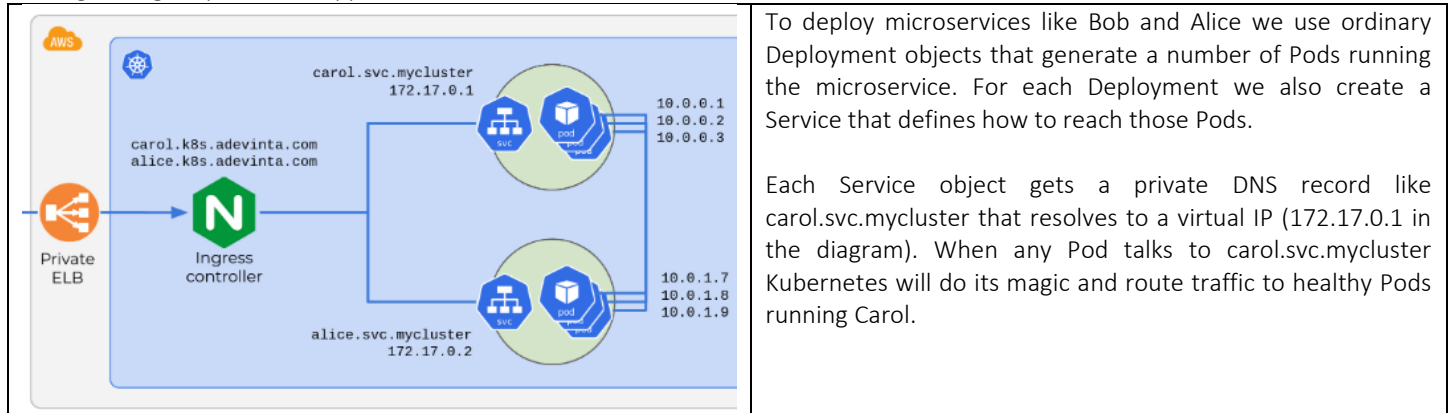 AWS
carol.svc.mycluster
172.17.0.1
10.0.0.1
10.0.0.2
10.0.0.3
svc
pod
carol.k8s.adevinta.com
alice.k8s.adevinta.com
N
Private
ELB
Ingress
controller
10.0.1.7
10.0.1.8
10.0.1.9
svc
pod
alice.svc.mycluster
172.17.0.2
To deploy microservices like Bob and Alice we use ordinary
Deployment objects that generate a number of Pods running
the microservice. For each Deployment we also create a
Service that defines how to reach those Pods.
Each Service object gets a private DNS record like
carol.svc.mycluster that resolves to a virtual IP (172.17.0.1 in
the diagram). When any Pod talks to carol.svc.mycluster
Kubernetes will do its magic and route traffic to healthy Pods
running Carol.